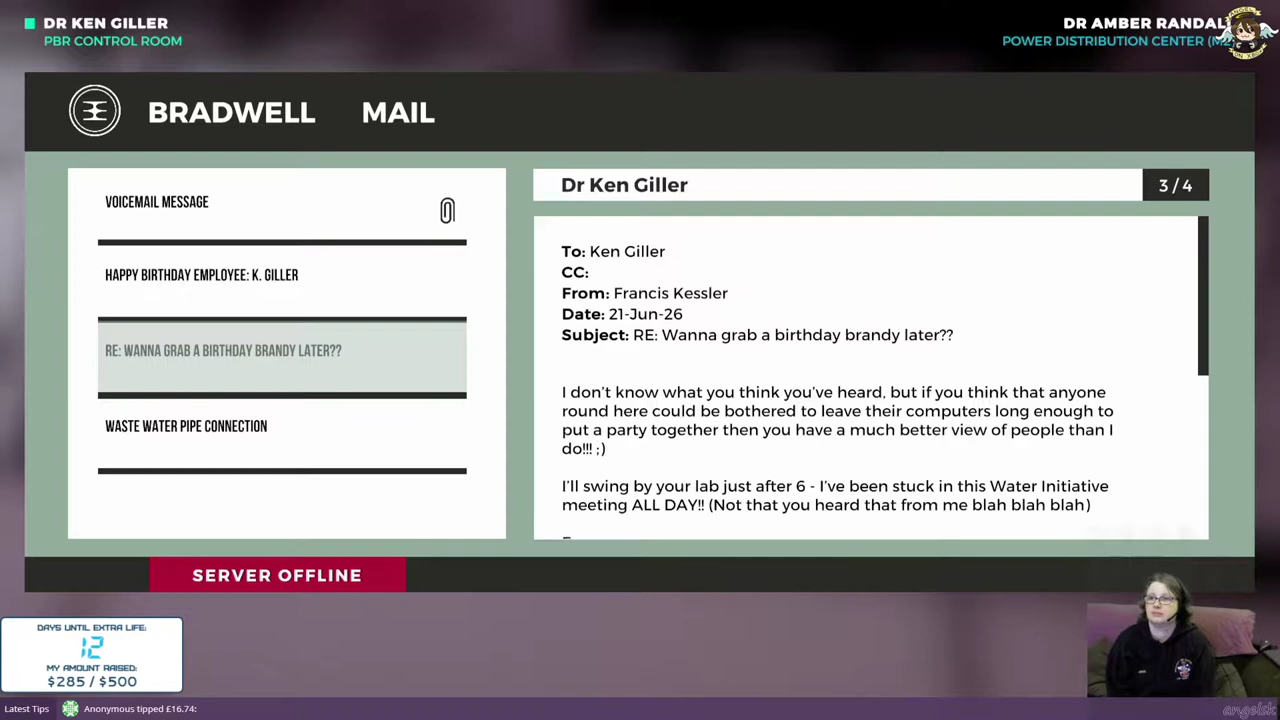 DR KEN GILLER
PBR CONTROL ROOM
DR AMBER RANDAL
POWER DISTRIBUTION CENTER
ANGEL
BRADWELL MAIL
VOICEMAIL MESSAGE
HAPPY BIRTHDAY EMPLOYEE: K. GILLER
RE: WANNA GRAB A BIRTHDAY BRANDY LATER??
WASTE WATER PIPE CONNECTION
Dr Ken Giller
3 / 4
To: Ken Giller
CC:
From: Francis Kessler
Date: 21-Jun-26
Subject: RE: Wanna grab a birthday brandy later??
I don't know what you think you've heard, but if you think that anyone
round here could be bothered to leave their computers long enough to
put a party together then you have a much better view of people than I
do!!! ;)
I'll swing by your lab just after 6 - I've been stuck in this Water Initiative
meeting ALL DAY!! (Not that you heard that from me blah blah blah)
SERVER OFFLINE
DAYS UNTIL EXTRA LIFE:
12
MY AMOUNT RAISED:
$285 / $500
Latest Tips
Anonymous tipped £16.74:
angelsk